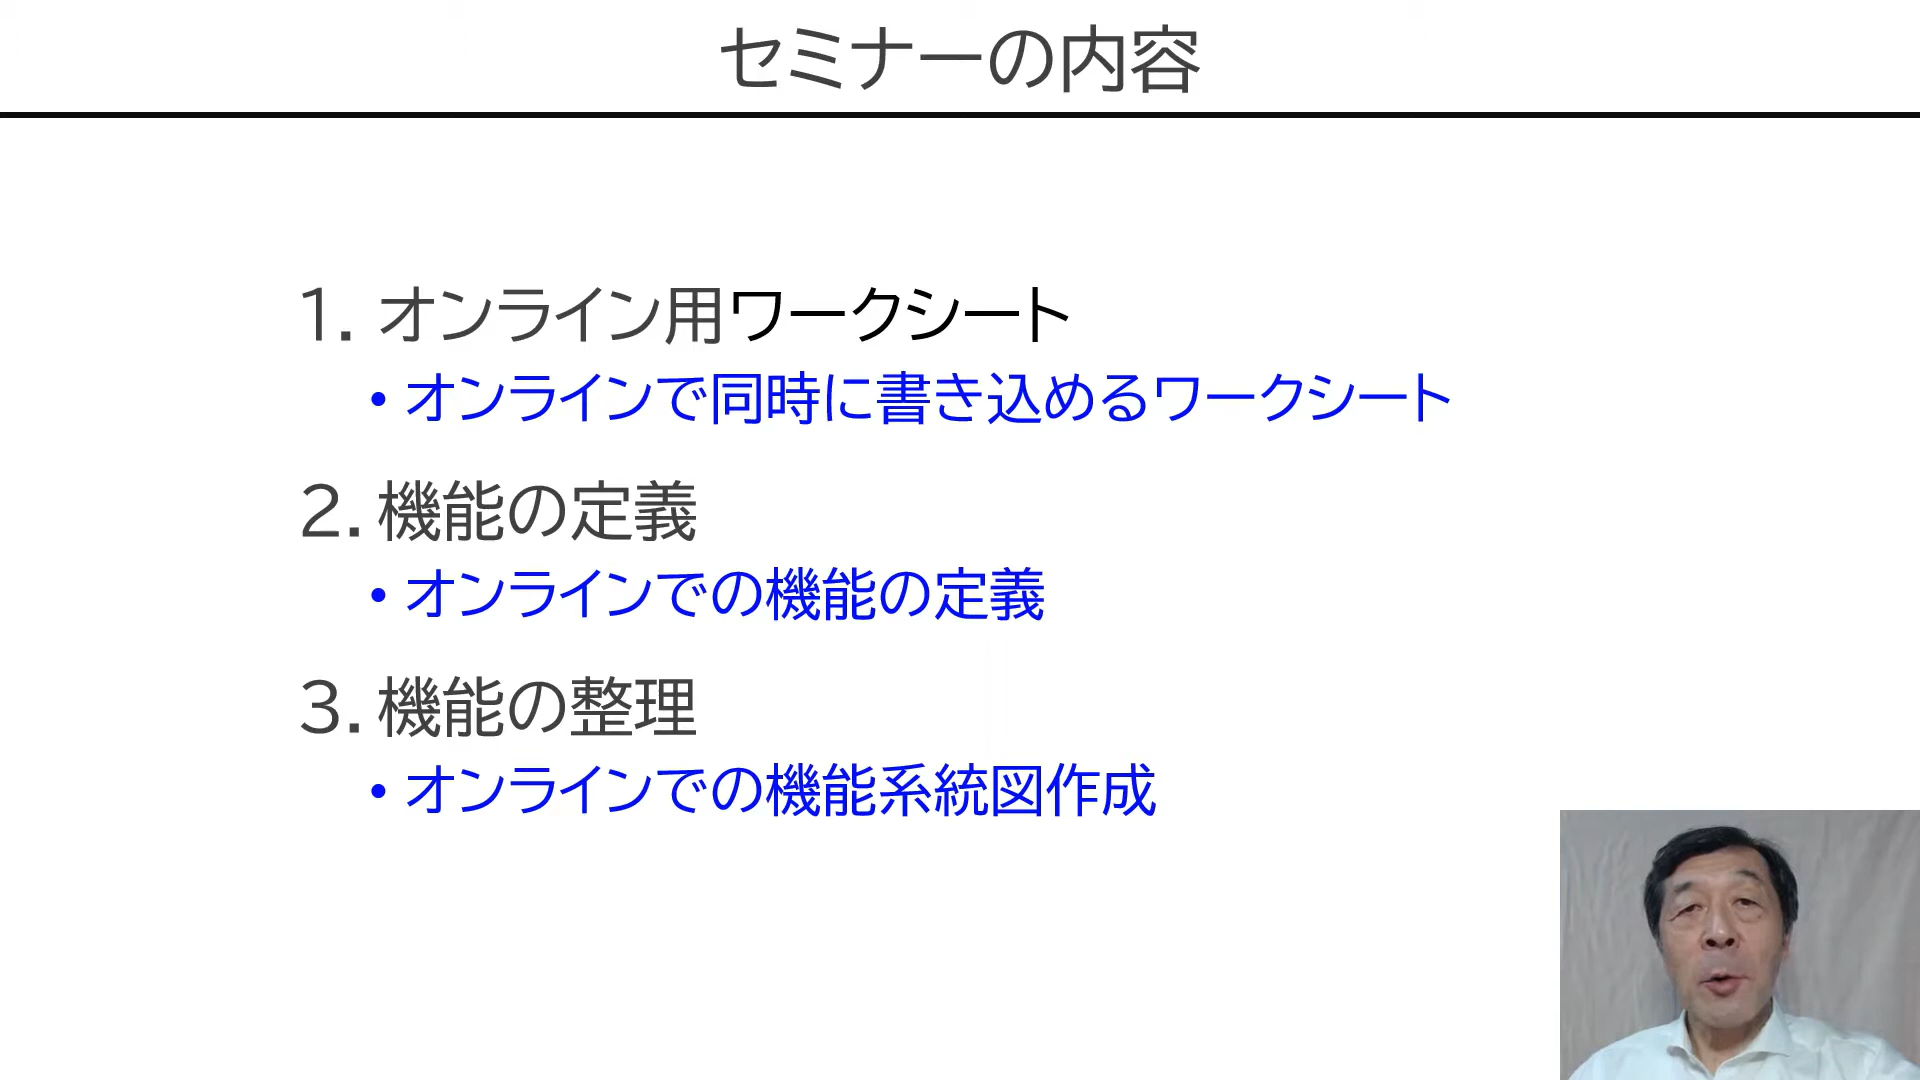 セミナーの内容
1. オンライン用ワークシート
• オンラインで同時に書き込めるワークシート
2. 機能の定義
• オンラインでの機能の定義
3. 機能の整理
• オンラインでの機能系統図作成